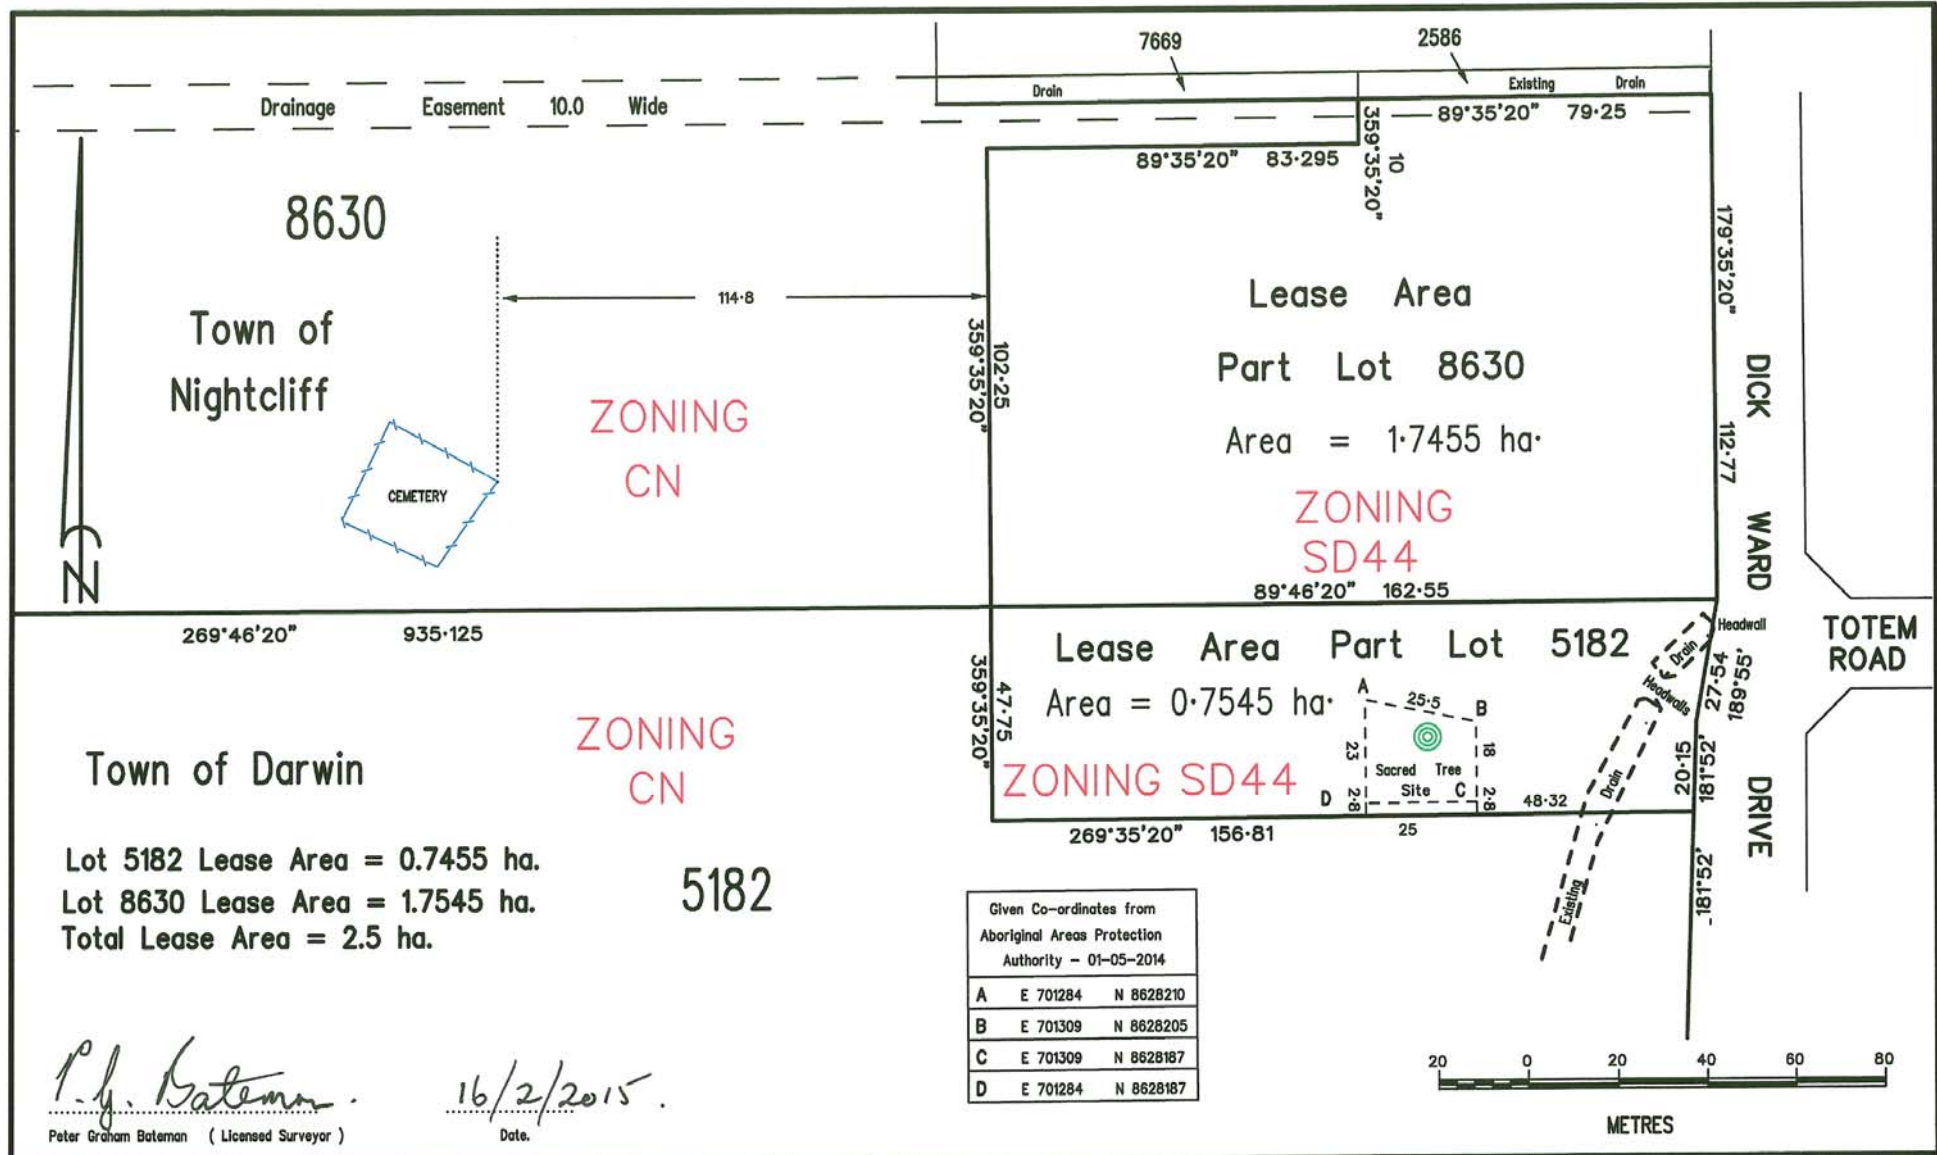 7669
2586
Drain
Existing Drain
Drainage Easement 10.0 Wide
89°35'20" 79·25
89°35'20" 83·295
10
359°35'20"
8630
179°35'20"
112·77
114·8
Lease Area
Town of
Nightcliff
102·25
359°35'20"
Part Lot 8630
Area = 1·7455 ha·
ZONING
CN
CEMETERY
ZONING
SD44
DICK WARD DRIVE
N
89°46'20" 162·55
269°46'20" 935·125
Lease Area Part Lot 5182
Headwall
TOTEM
ROAD
Drain
Headwalls
27·54
189°55'
47·75
359°35'20"
Area = 0·7545 ha·
A
25·5
B
23
18
Sacred Tree
Site
C
D
2·8
2·8
48·32
ZONING SD44
ZONING
CN
Town of Darwin
20·15
181°52'
Drain
Existing
181°52'
269°35'20" 156·81
25
Lot 5182 Lease Area = 0.7455 ha.
Lot 8630 Lease Area = 1.7545 ha.
Total Lease Area = 2.5 ha.
5182
Given Co-ordinates from
Aboriginal Areas Protection
Authority - 01-05-2014
A E 701284 N 8628210
B E 701309 N 8628205
C E 701309 N 8628187
D E 701284 N 8628187
P. G. Bateman.
16/2/2015.
Peter Graham Bateman ( Licensed Surveyor )
Date.
20 0 20 40 60 80
METRES